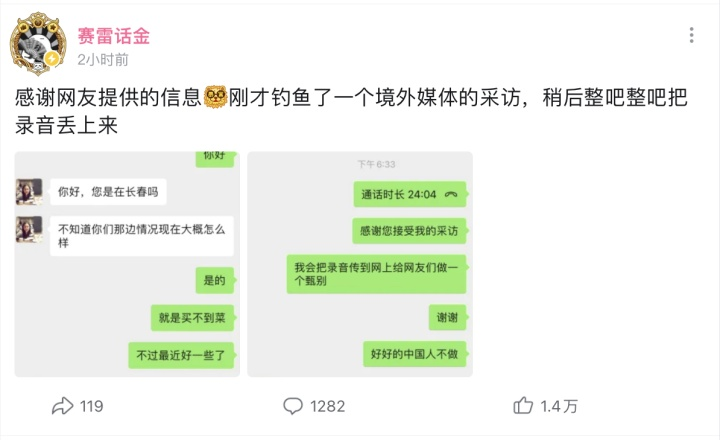 赛雷话金
2小时前
感谢网友提供的信息刚才钓鱼了一个境外媒体的采访，稍后整吧整吧把
录音丢上来
你好
你好，您是在长春吗
不知道你们那边情况现在大概怎么
样
是的
就是买不到菜
不过最近好一些了
下午6:33
通话时长 24:04
感谢您接受我的采访
我会把录音传到网上给网友们做一
个甄别
谢谢
好好的中国人不做
119
1282
1.4万